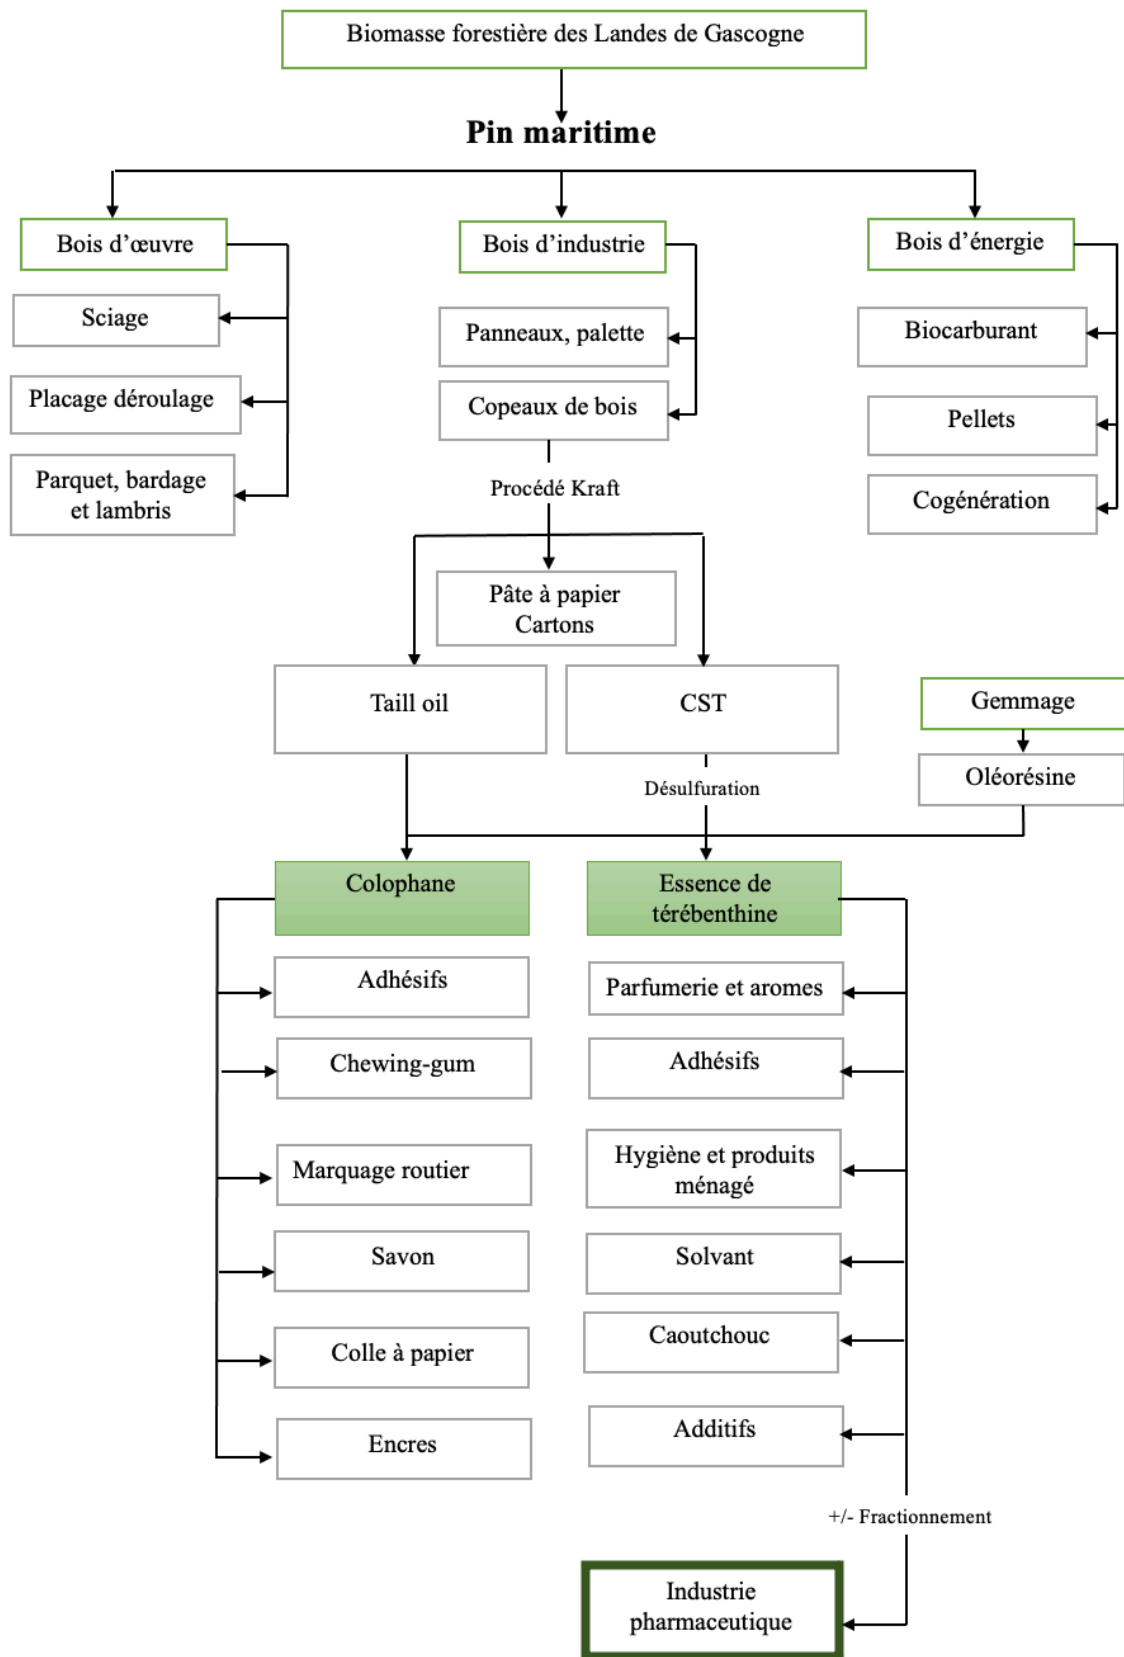 Biomasse forestière des Landes de Gascogne
Pin maritime
Bois d'œuvre
Sciage
Placage déroulage
Parquet, bardage
et lambris
Bois d'industrie
Panneaux, palette
Copeaux de bois
Bois d'énergie
Biocarburant
Pellets
Cogénération
Procédé Kraft
Pâte à papier
Cartons
Taill oil
CST
Gemmage
Oléorésine
Désulfuration
Colophane
Adhésifs
Chewing-gum
Marquage routier
Savon
Colle à papier
Encres
Essence de
térébenthine
Parfumerie et aromes
Adhésifs
Hygiène et produits
ménagé
Solvant
Caoutchouc
Additifs
+/- Fractionnement
Industrie
pharmaceutique